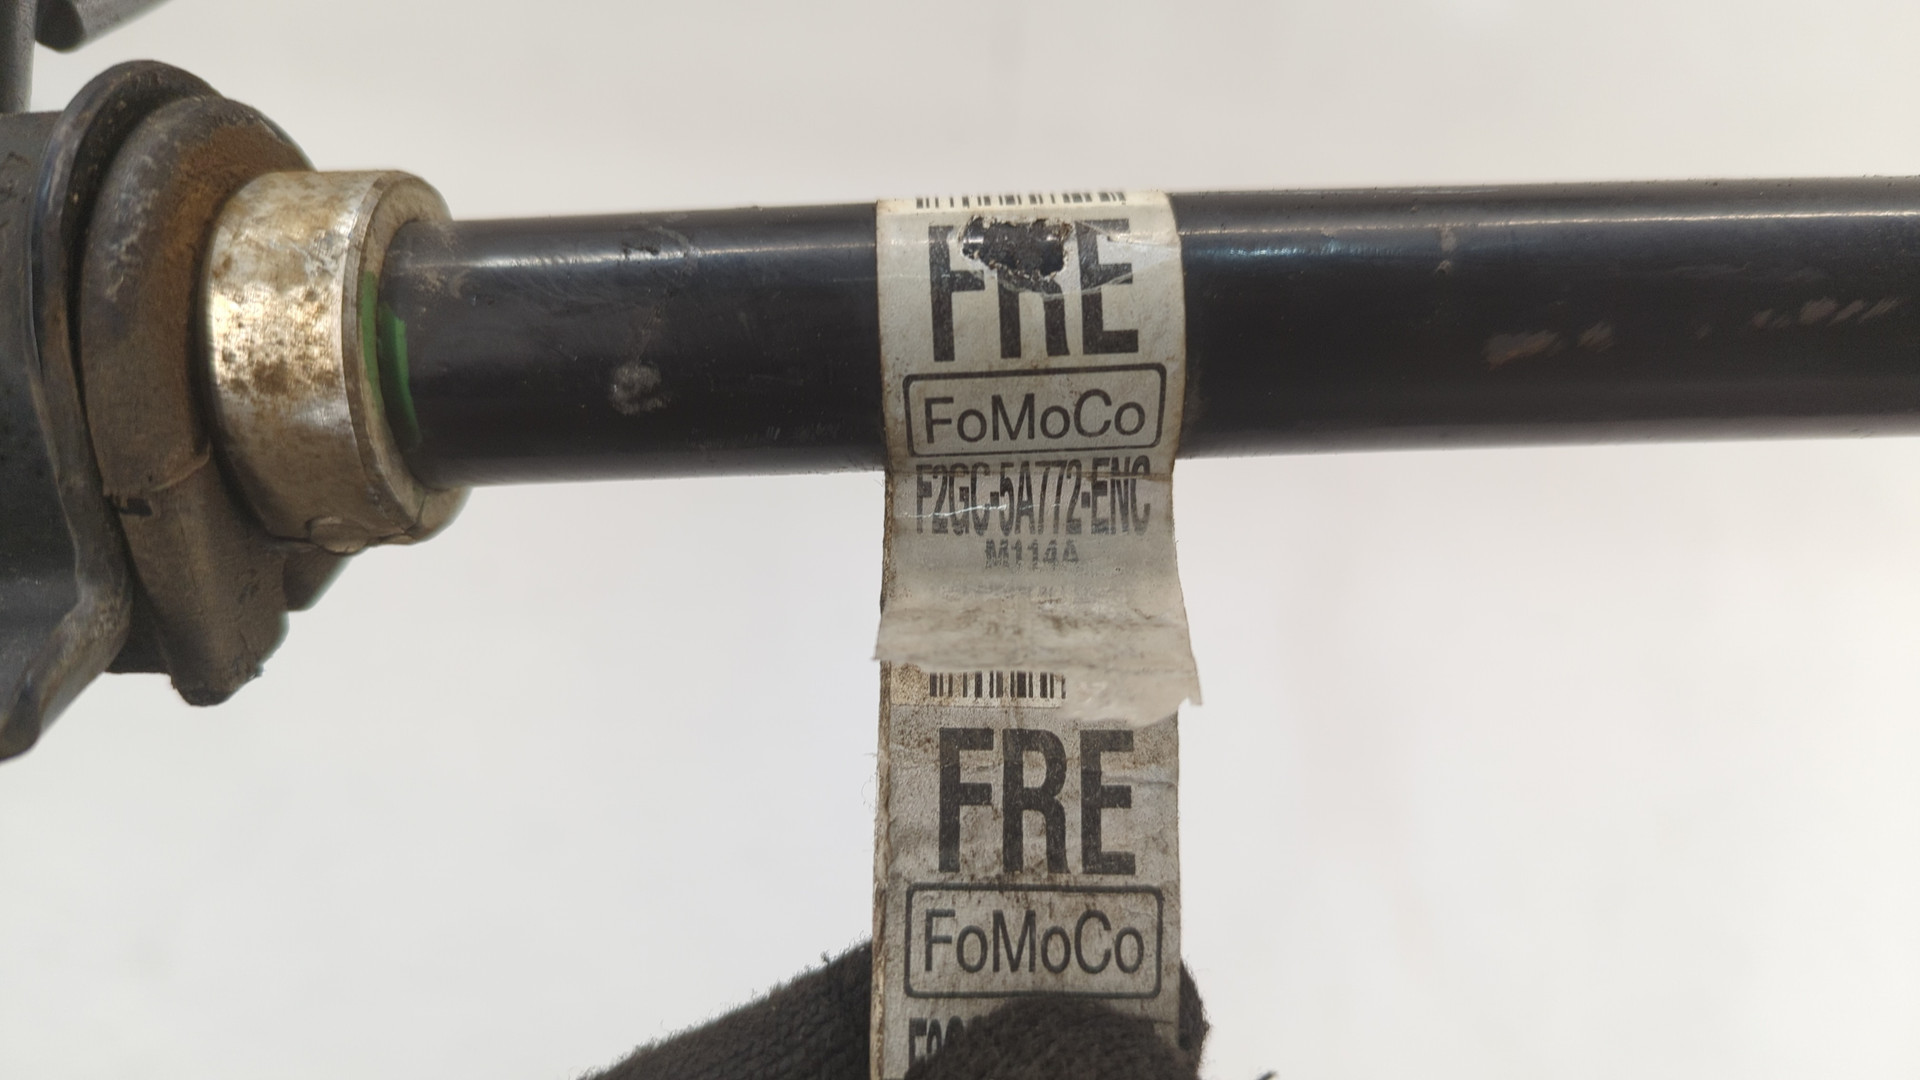 FRE
FoMoCo
F2GC-5A772-ENC
M114A
FRE
FoMoCo